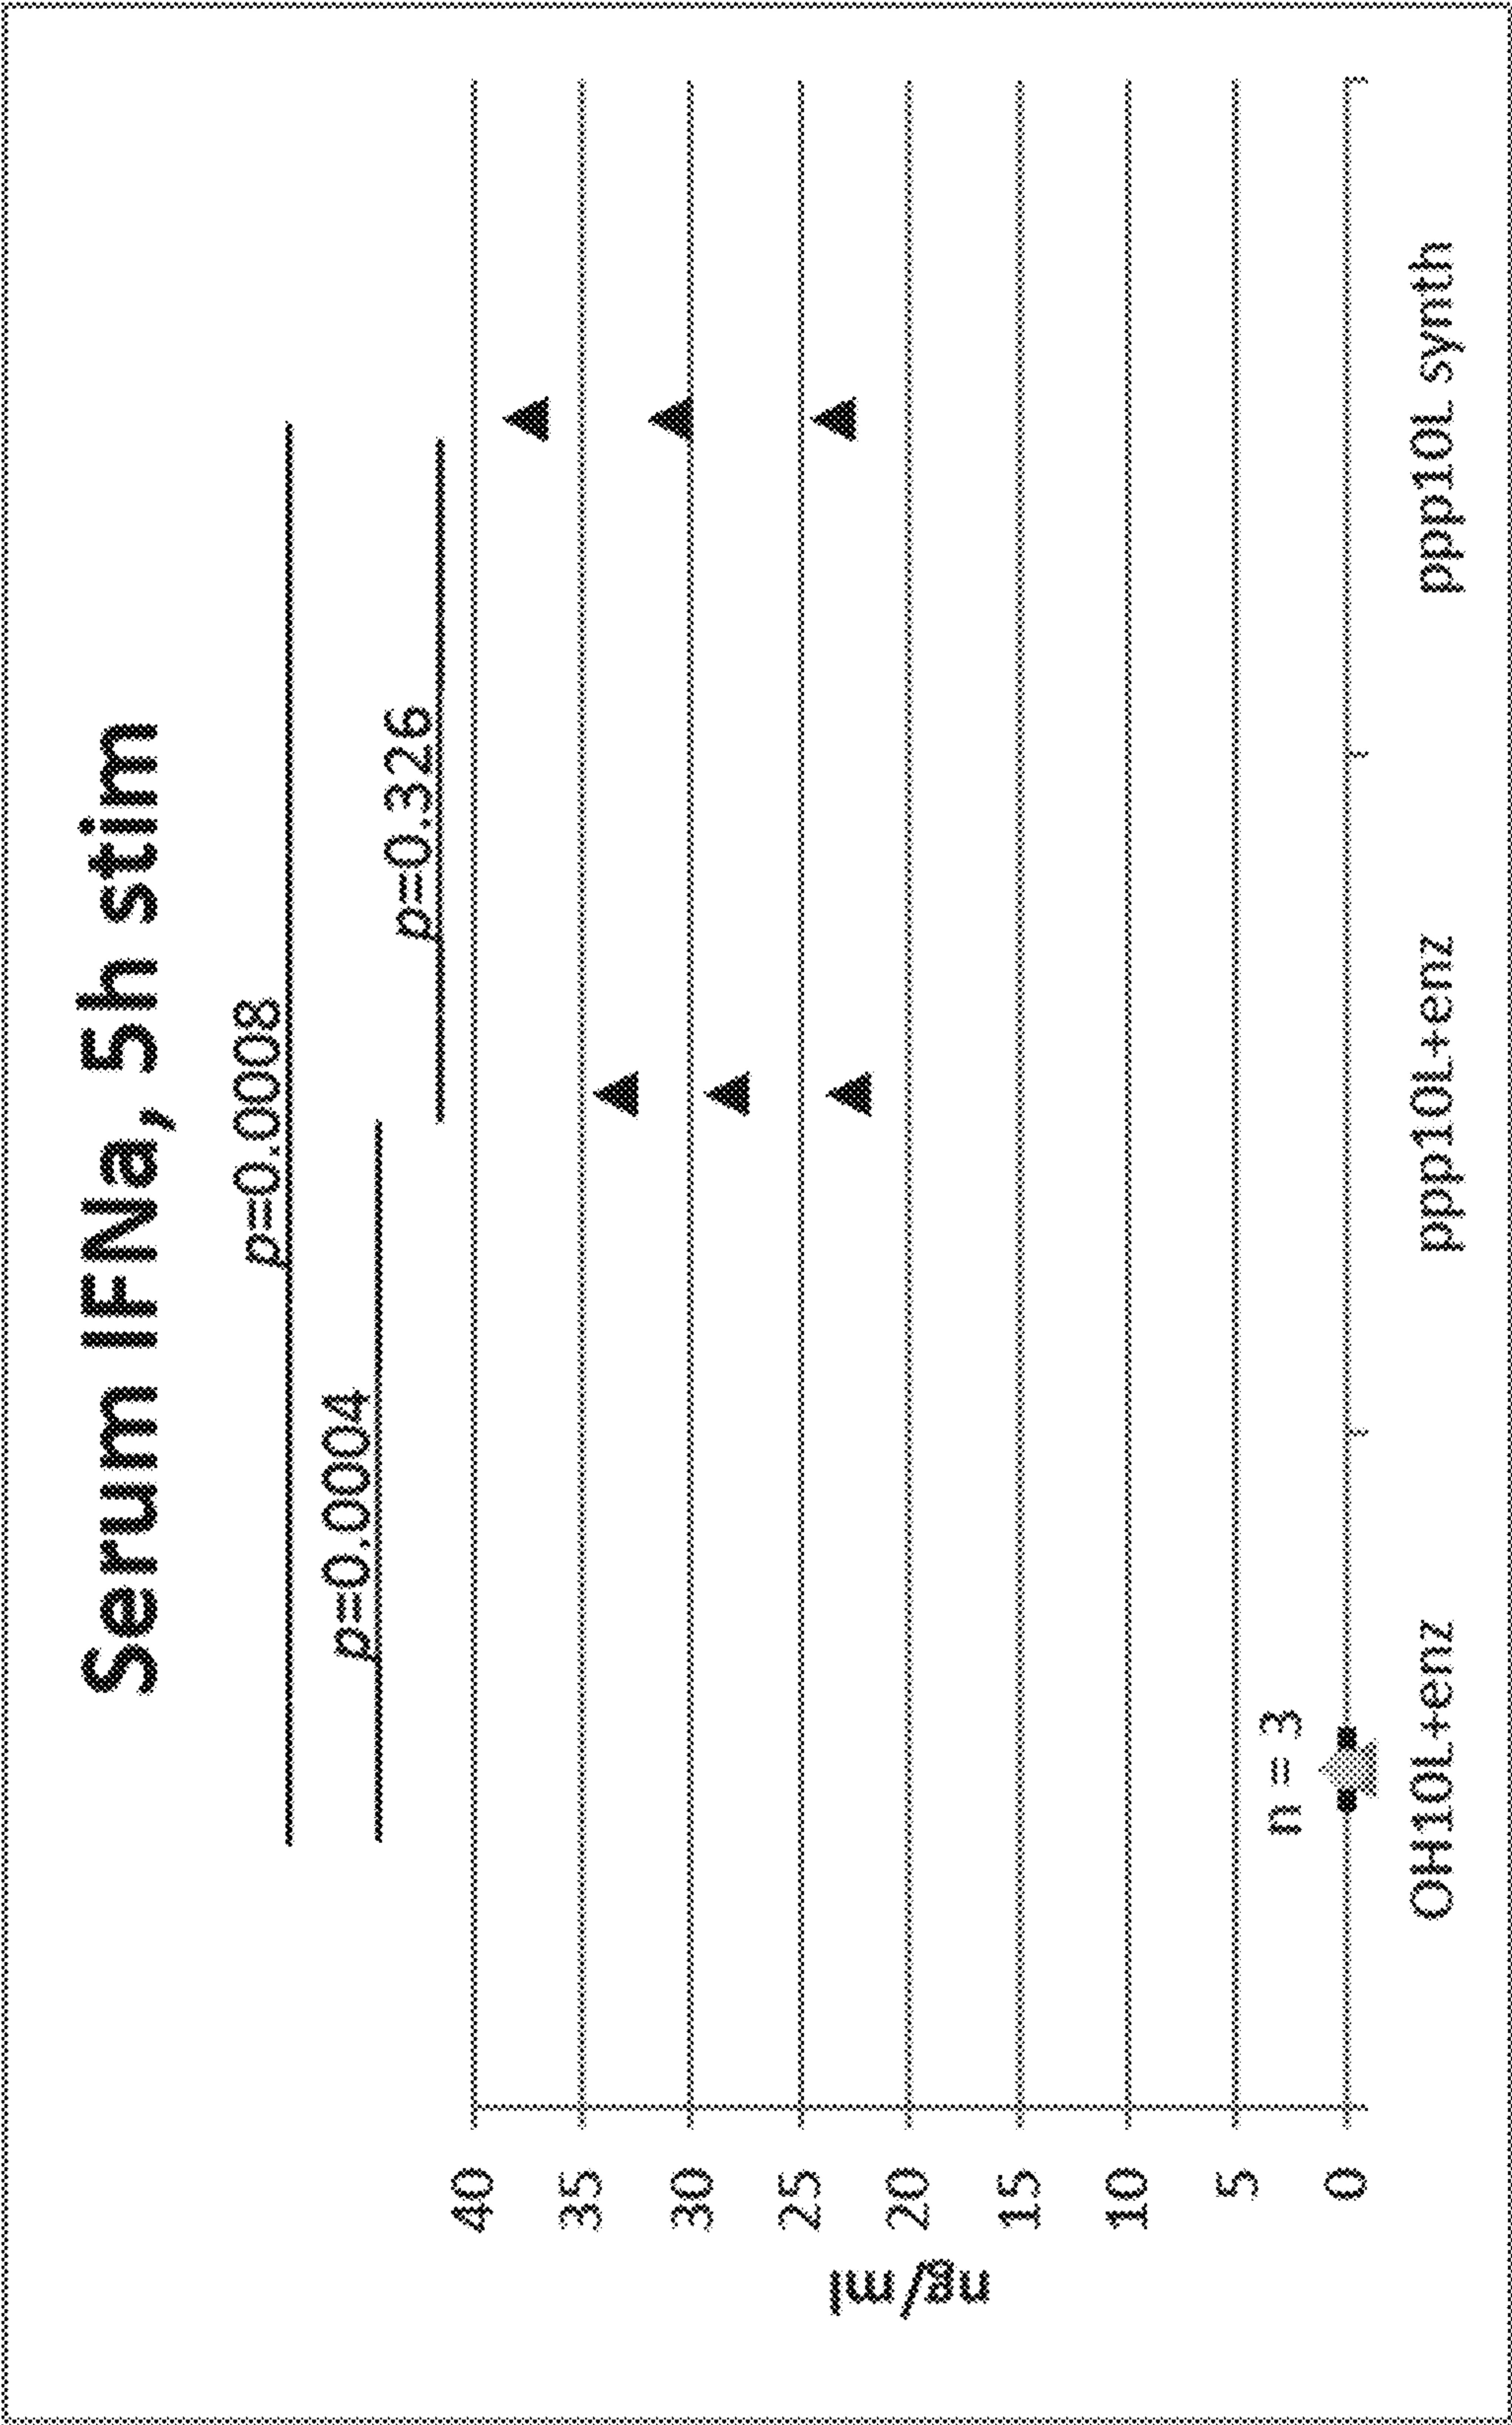 Serum IFNa, 5h stim
p=0.0008
p=0.0004
p=0.326
ng/ml
40
35
30
25
20
15
10
5
0
n = 3
OH10L+enz
ppp10L+enz
ppp10L synth